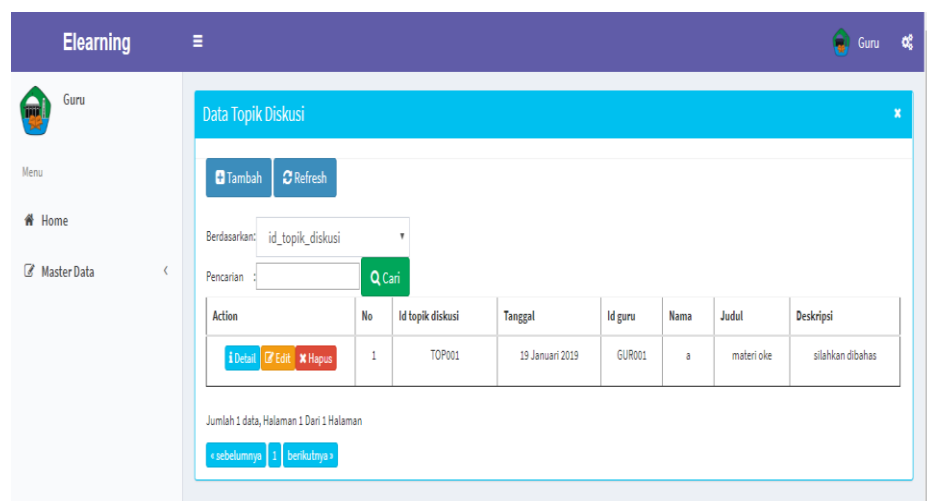 Elearning
Guru
Guru
Menu
Home
Master Data
Data Topik Diskusi
Tambah Refresh
Berdasarkan: id_topik_diskusi
Pencarian : Cari
Action No Id topik diskusi Tanggal Id guru Nama Judul Deskripsi
Detail Edit Hapus 1 TOP001 19 Januari 2019 GUR001 a materi oke silahkan dibahas
Jumlah 1 data, Halaman 1 Dari 1 Halaman
« sebelumnya 1 berikutnya »